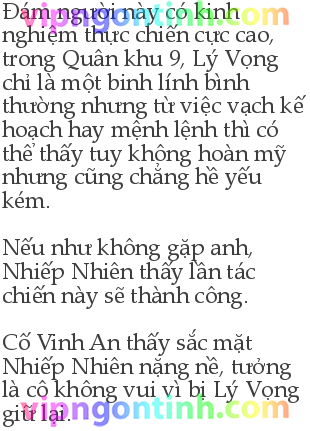 Đám người này có kinh
nghiệm thực chiến cực cao,
trong Quân khu 9, Lý Vọng
chỉ là một binh lính bình
thường nhưng từ việc vạch kế
hoạch hay mệnh lệnh thì có
thể thấy tuy không hoàn mỹ
nhưng cũng chẳng hề yếu
kém.
Nếu như không gặp anh,
Nhiếp Nhiên thấy lần tác
chiến này sẽ thành công.
Cố Vinh An thấy sắc mặt
Nhiếp Nhiên nặng nề, tưởng
là cô không vui vì bị Lý Vọng
giữ lại.
vipngontinh.com
vipngontinh.com
vipngontinh.com